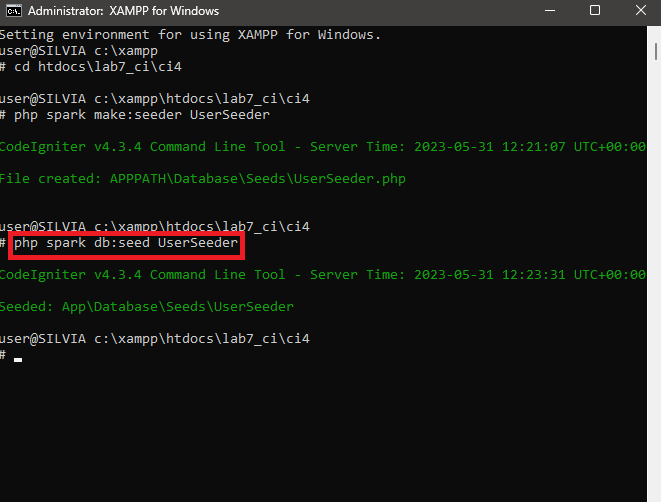 Administrator: XAMPP for Windows
Setting environment for using XAMPP for Windows.
user@SILVIA c:\xampp
# cd htdocs\lab7_ci\ci4
user@SILVIA c:\xampp\htdocs\lab7_ci\ci4
# php spark make:seeder UserSeeder
CodeIgniter v4.3.4 Command Line Tool - Server Time: 2023-05-31 12:21:07 UTC+00:00
File created: APPPATH\Database\Seeds\UserSeeder.php
user@SILVIA c:\xampp\htdocs\lab7_ci\ci4
# php spark db:seed UserSeeder
CodeIgniter v4.3.4 Command Line Tool - Server Time: 2023-05-31 12:23:31 UTC+00:00
Seeded: App\Database\Seeds\UserSeeder
user@SILVIA c:\xampp\htdocs\lab7_ci\ci4
#